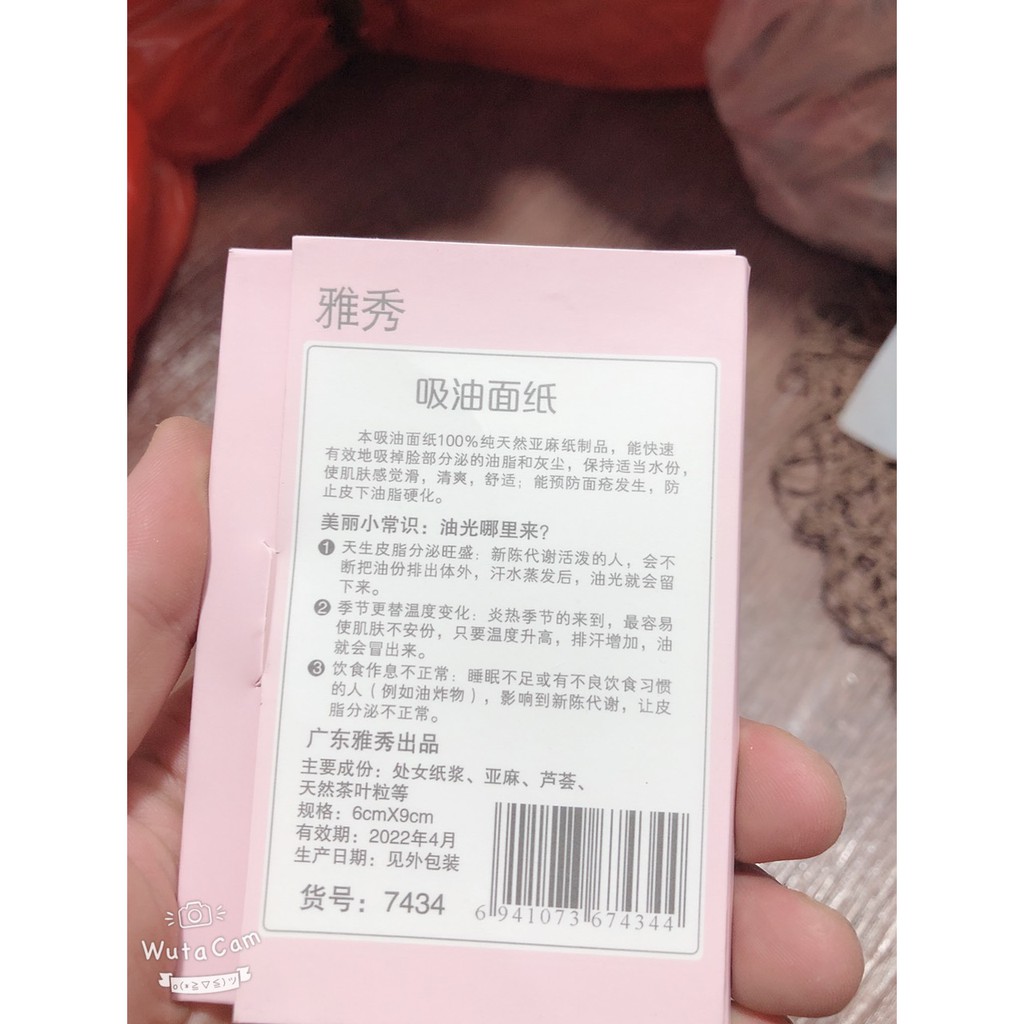 雅秀
吸油面纸
本吸油面纸100%纯天然亚麻纸制品，能快速
有效地吸掉脸部分泌的油脂和灰尘，保持适当水份，
使肌肤感觉滑，清爽，舒适；能预防面疮发生，防
止皮下油脂硬化。
美丽小常识：油光哪里来？
❶ 天生皮脂分泌旺盛：新陈代谢活泼的人，会不
断把油份排出体外，汗水蒸发后，油光就会留
下来。
❷ 季节更替温度变化：炎热季节的来到，最容易
使肌肤不安份，只要温度升高，排汗增加，油
就会冒出来。
❸ 饮食作息不正常：睡眠不足或有不良饮食习惯
的人（例如油炸物），影响到新陈代谢，让皮
脂分泌不正常。
广东雅秀出品
主要成份：处女纸浆、亚麻、芦荟、
天然茶叶粒等
规格：6cmX9cm
有效期：2022年4月
生产日期：见外包装
货号：7434
6 941073 674344
WutaCam
o(*≧▽≦)ツ